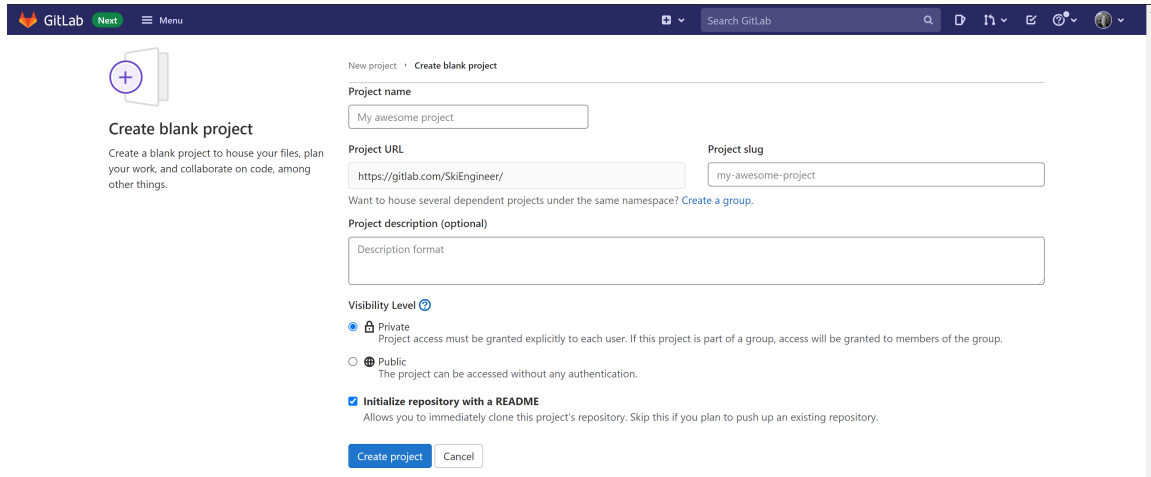 GitLab Next Menu Search GitLab
New project › Create blank project
Create blank project
Create a blank project to house your files, plan
your work, and collaborate on code, among
other things.
Project name
My awesome project
Project URL
Project slug
https://gitlab.com/SkiEngineer/
my-awesome-project
Want to house several dependent projects under the same namespace? Create a group.
Project description (optional)
Description format
Visibility Level
Private
Project access must be granted explicitly to each user. If this project is part of a group, access will be granted to members of the group.
Public
The project can be accessed without any authentication.
Initialize repository with a README
Allows you to immediately clone this project's repository. Skip this if you plan to push up an existing repository.
Create project Cancel